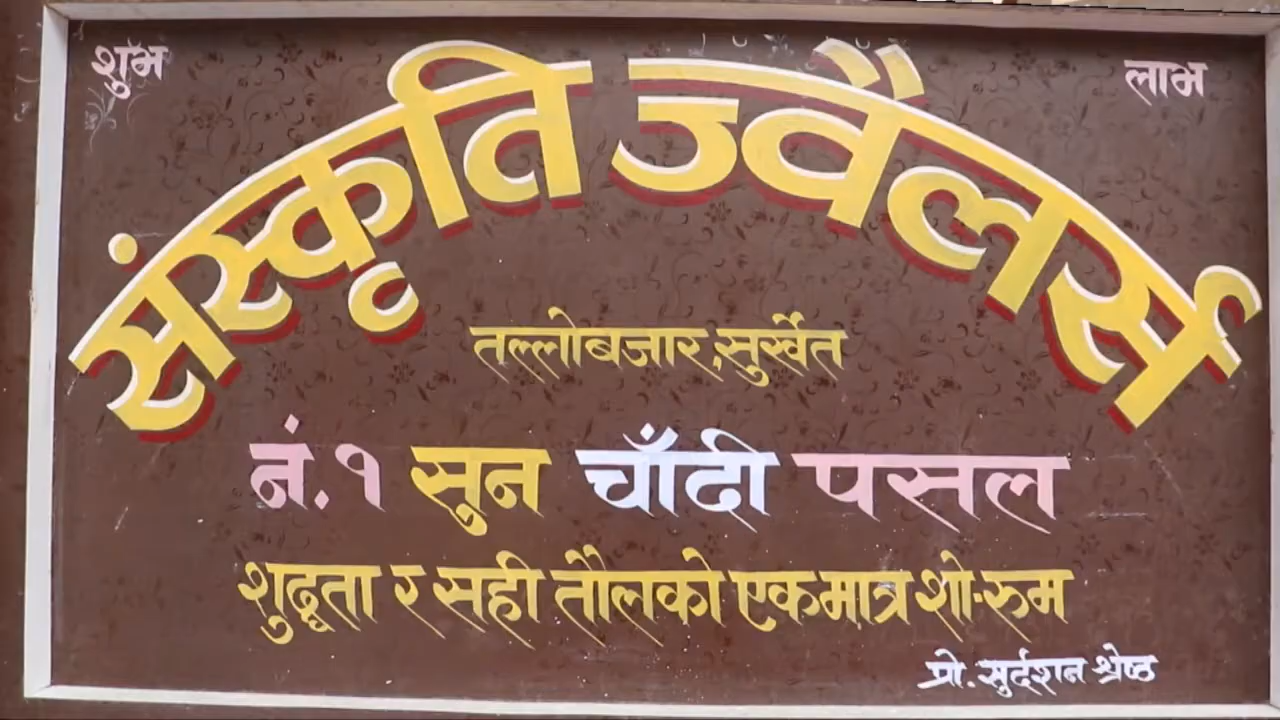 शुभ लाभ
संस्कृति ज्वैलर्स
तल्लोबजार, सुर्खेत
नं. १ सुन चाँदी पसल
शुद्धता र सही तौलको एकमात्र शो-रुम
प्रो. सुर्दशन श्रेष्ठ